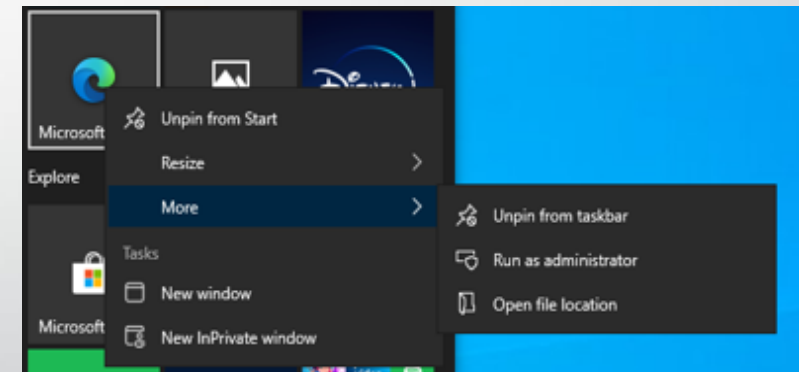 Disney
Microsoft
Unpin from Start
Resize
Explore
More
Unpin from taskbar
Tasks
Run as administrator
New window
Open file location
Microsoft
New InPrivate window